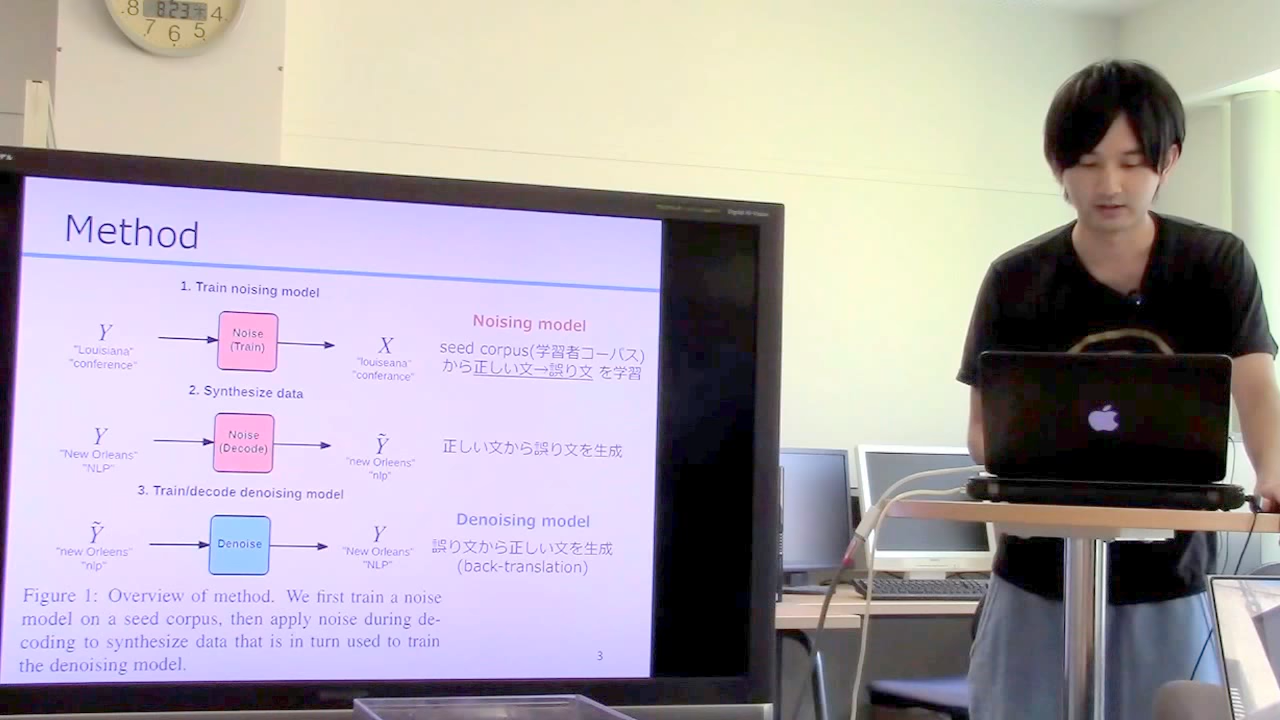 8 823 4
7 6 5
Method
1. Train noising model
Y
"Louisiana"
"conference"
Noise
(Train)
X
"louiseana"
"conferance"
Noising model
seed corpus(学習者コーパス)
から正しい文→誤り文 を学習
2. Synthesize data
Y
"New Orleans"
"NLP"
Noise
(Decode)
Ỹ
"new Orleens"
"nlp"
正しい文から誤り文を生成
3. Train/decode denoising model
Ỹ
"new Orleens"
"nlp"
Denoise
Y
"New Orleans"
"NLP"
Denoising model
誤り文から正しい文を生成
(back-translation)
Figure 1: Overview of method. We first train a noise
model on a seed corpus, then apply noise during de-
coding to synthesize data that is in turn used to train
the denoising model.
3